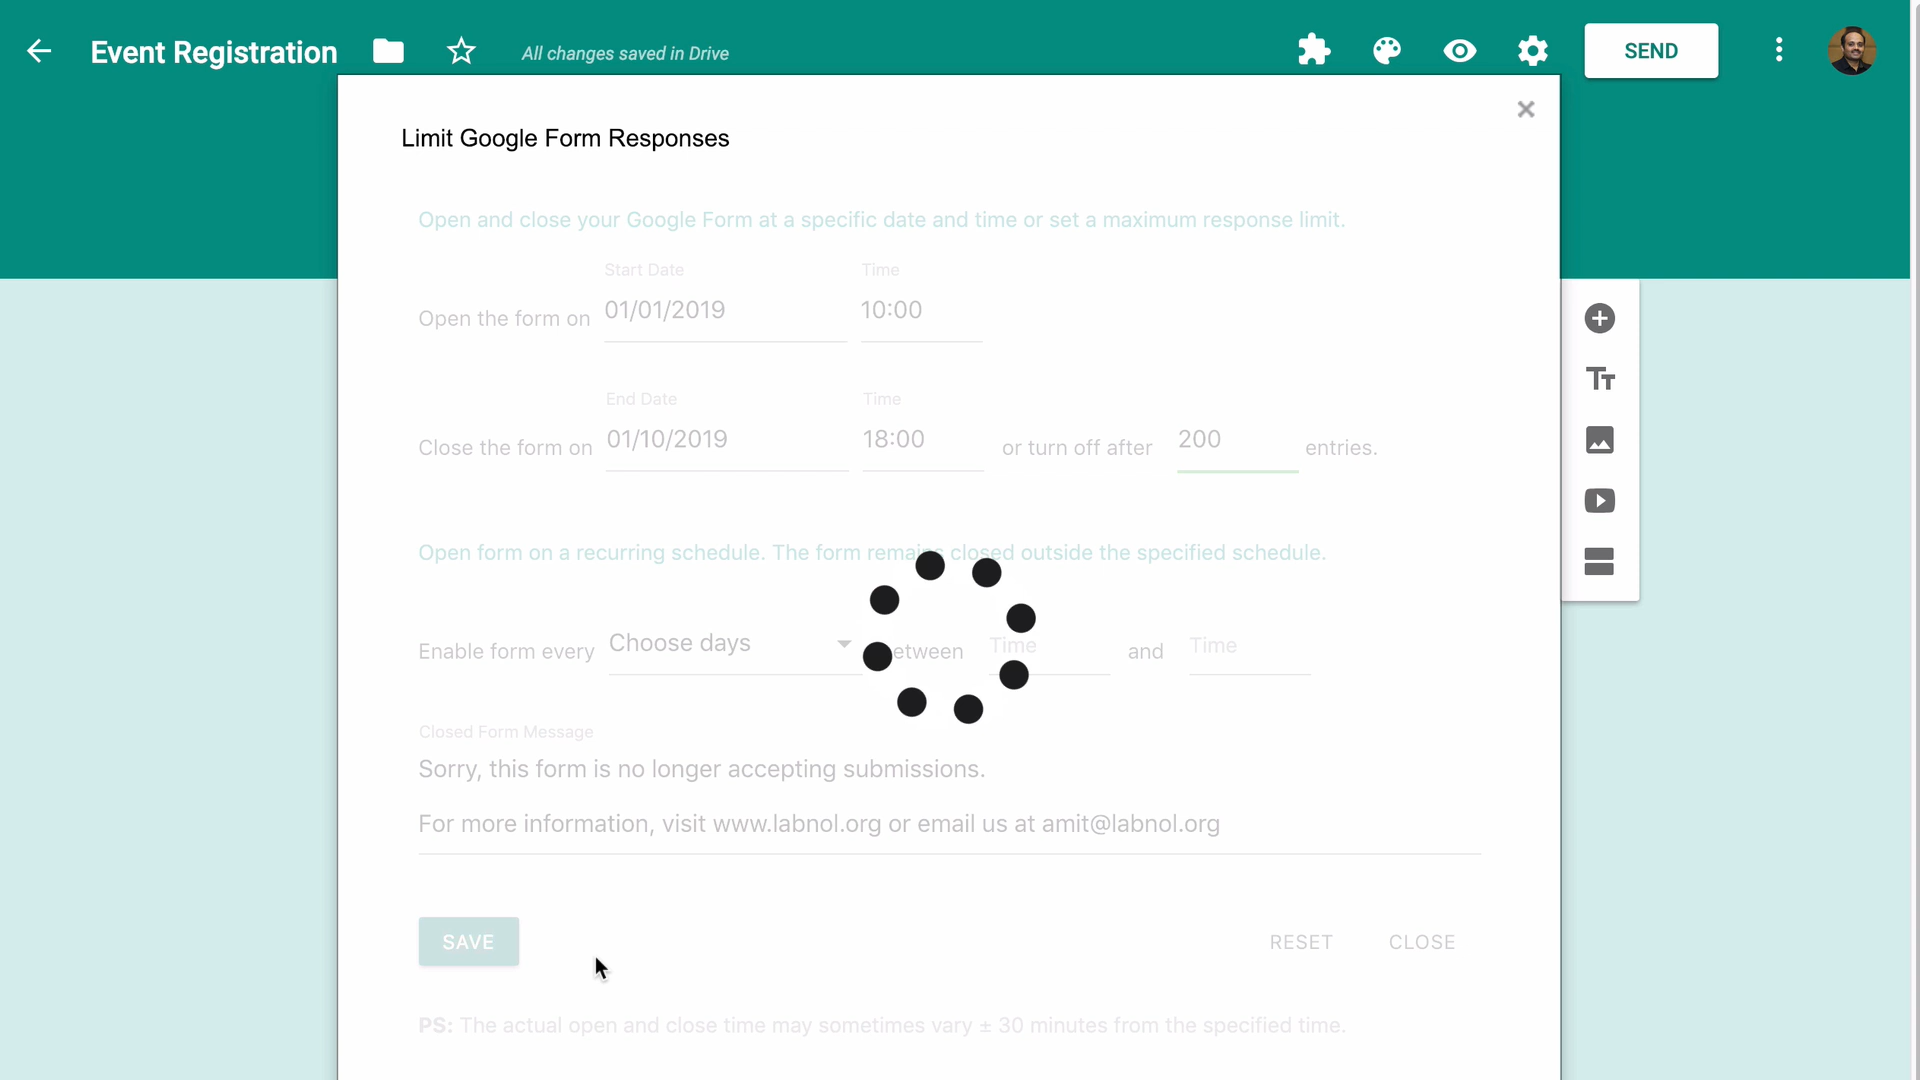 Event Registration
All changes saved in Drive
SEND
Limit Google Form Responses
Open and close your Google Form at a specific date and time or set a maximum response limit.
Start Date Time
Open the form on 01/01/2019 10:00
End Date Time
Close the form on 01/10/2019 18:00 or turn off after 200 entries.
Open form on a recurring schedule. The form remains closed outside the specified schedule.
Enable form every Choose days between Time and Time
Closed Form Message
Sorry, this form is no longer accepting submissions.
For more information, visit www.labnol.org or email us at amit@labnol.org
SAVE RESET CLOSE
PS: The actual open and close time may sometimes vary ± 30 minutes from the specified time.